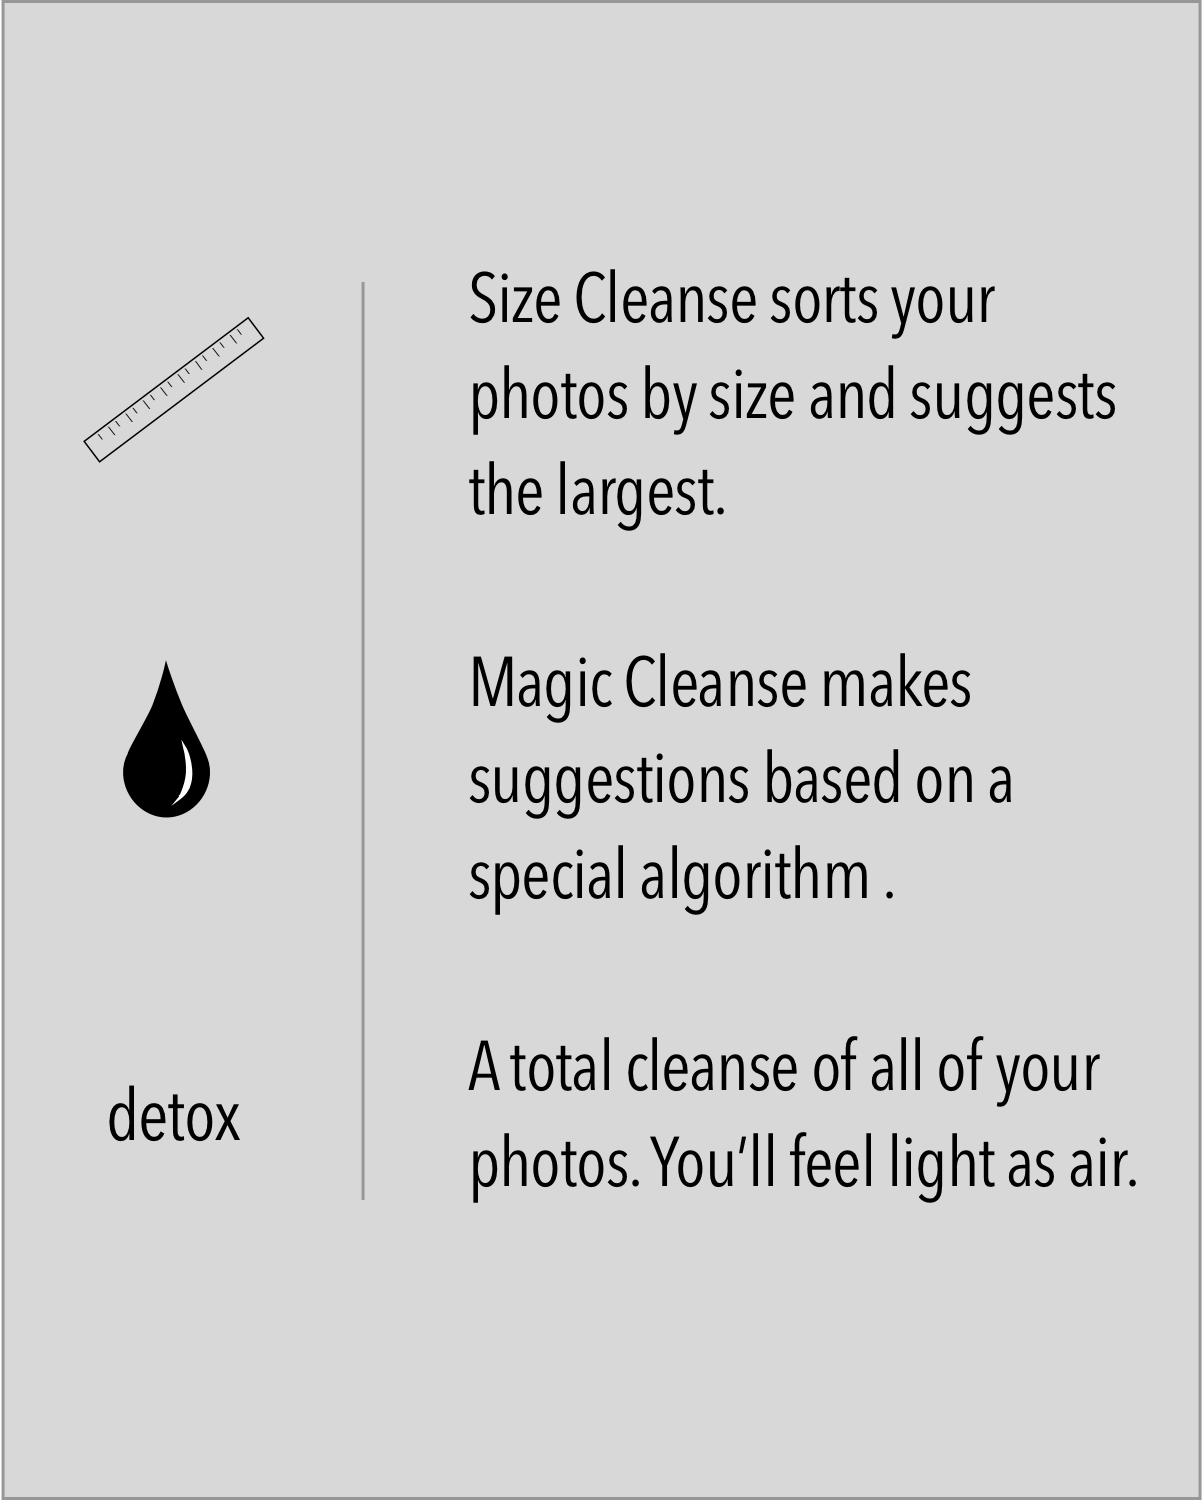 Size Cleanse sorts your
photos by size and suggests
the largest.
Magic Cleanse makes
suggestions based on a
special algorithm .
detox
A total cleanse of all of your
photos. You‘ll feel light as air.